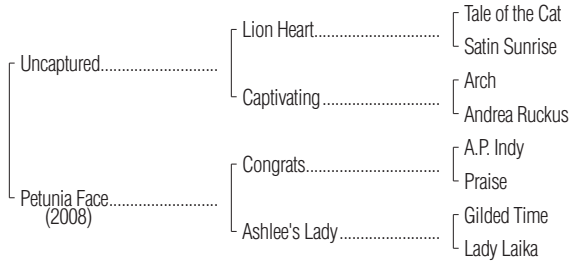 Tale of the Cat
Lion Heart
Satin Sunrise
Uncaptured
Arch
Captivating
Andrea Ruckus
A.P. Indy
Congrats
Praise
Petunia Face
(2008)
Gilded Time
Ashlee's Lady
Lady Laika